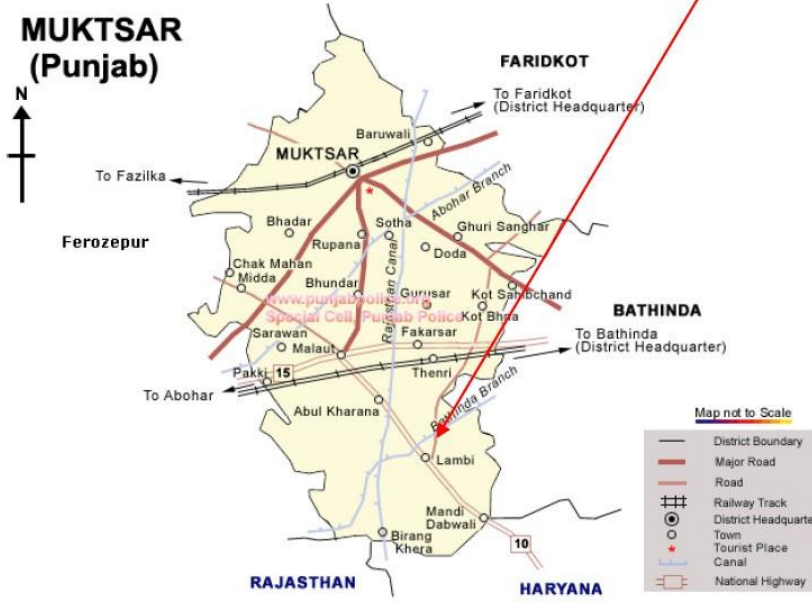 MUKTSAR
(Punjab)
N
FARIDKOT
To Faridkot
(District Headquarter)
Baruwali
MUKTSAR
To Fazilka
Abohar Branch
Ferozepur
Bhadar
Sotha
Ghuri Sanghar
Rupana
Doda
Chak Mahan
Midda
Bhundar
Gurusar
Kot Sahibchand
www.punjabpolice.org
Special Cell, Punjab Police
Kot Bhna
Rajasthan Canal
BATHINDA
Sarawan
Fakarsar
To Bathinda
(District Headquarter)
Malaut
Pakki
15
Thenri
To Abohar
Abul Kharana
Bathinda Branch
Lambi
Mandi
Dabwali
Birang
Khera
10
RAJASTHAN
HARYANA
Map not to Scale
District Boundary
Major Road
Road
Railway Track
District Headquarte
Town
Tourist Place
Canal
National Highway